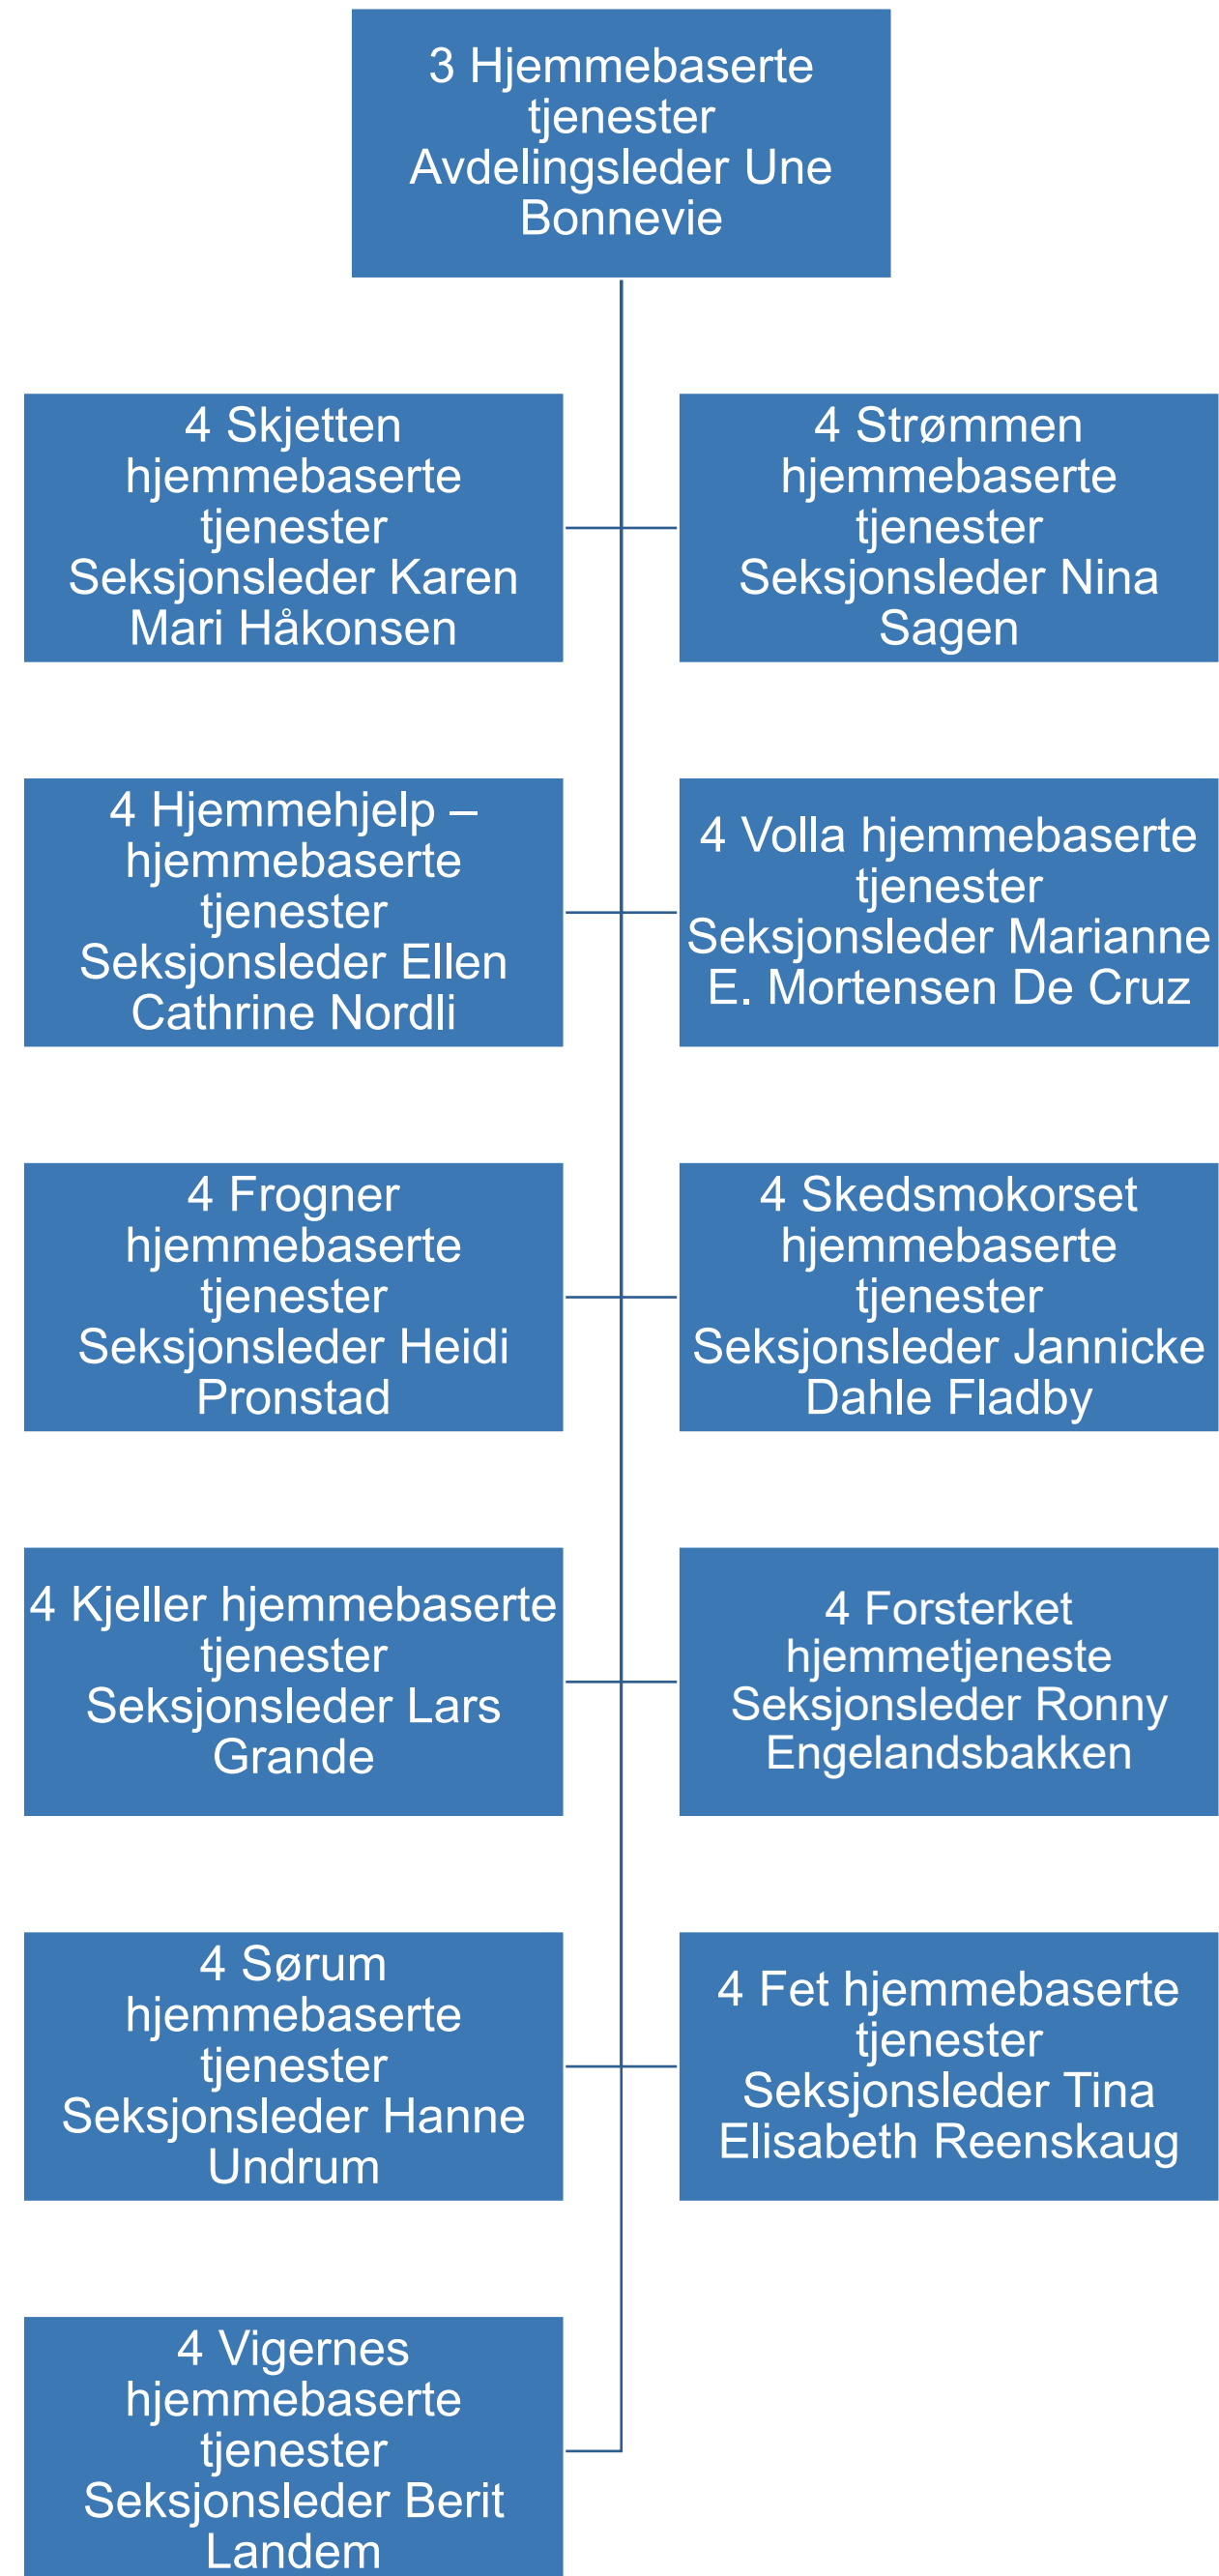 3 Hjemmebaserte
tjenester
Avdelingsleder Une
Bonnevie
4 Skjetten
hjemmebaserte
tjenester
Seksjonsleder Karen
Mari Håkonsen
4 Strømmen
hjemmebaserte
tjenester
Seksjonsleder Nina
Sagen
4 Hjemmehjelp –
hjemmebaserte
tjenester
Seksjonsleder Ellen
Cathrine Nordli
4 Volla hjemmebaserte
tjenester
Seksjonsleder Marianne
E. Mortensen De Cruz
4 Frogner
hjemmebaserte
tjenester
Seksjonsleder Heidi
Pronstad
4 Skedsmokorset
hjemmebaserte
tjenester
Seksjonsleder Jannicke
Dahle Fladby
4 Kjeller hjemmebaserte
tjenester
Seksjonsleder Lars
Grande
4 Forsterket
hjemmetjeneste
Seksjonsleder Ronny
Engelandsbakken
4 Sørum
hjemmebaserte
tjenester
Seksjonsleder Hanne
Undrum
4 Fet hjemmebaserte
tjenester
Seksjonsleder Tina
Elisabeth Reenskaug
4 Vigernes
hjemmebaserte
tjenester
Seksjonsleder Berit
Landem